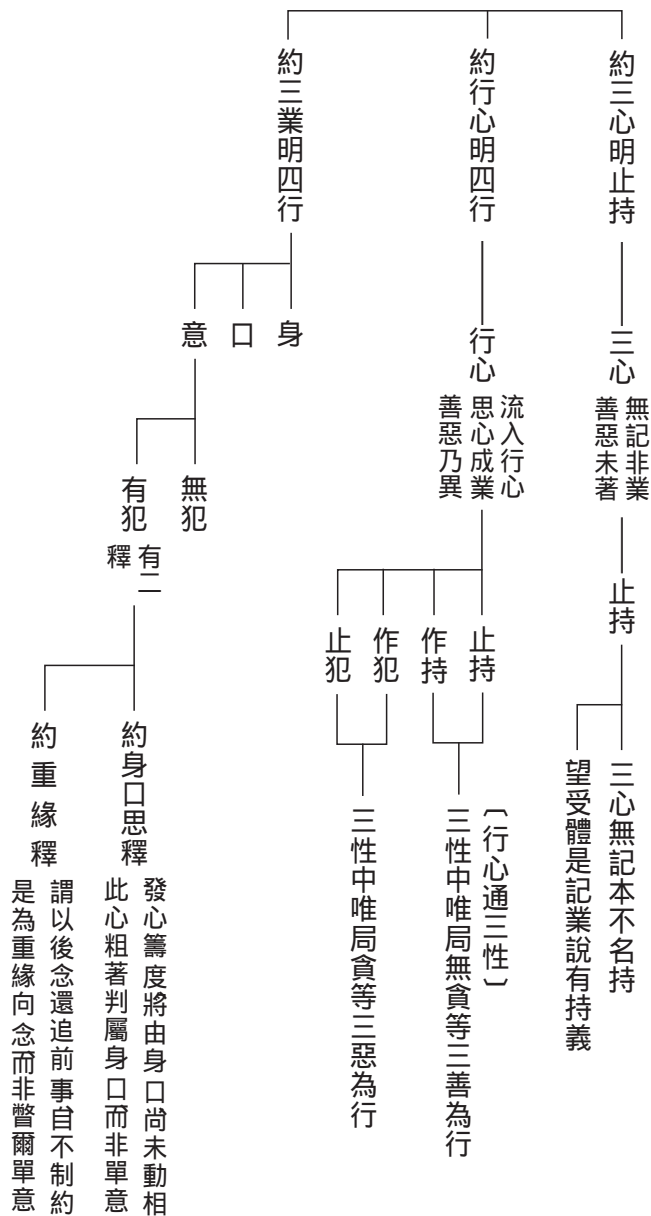 約三心明止持
三心
無記非業
善惡未著
止持
三心無記本不名持
望受體是記業說有持義
約行心明四行
行心
流入行心
思心成業
善惡乃異
止持
作持
作犯
止犯
〔行心通三性〕
三性中唯局無貪等三善為行
三性中唯局貪等三惡為行
約三業明四行
身
口
意
無犯
有犯
有二
釋
約身口思釋
發心籌度將由身口尚未動相
此心粗著判屬身口而非單意
約重緣釋
謂以後念還追前事自不制約
是為重緣向念而非瞥爾單意